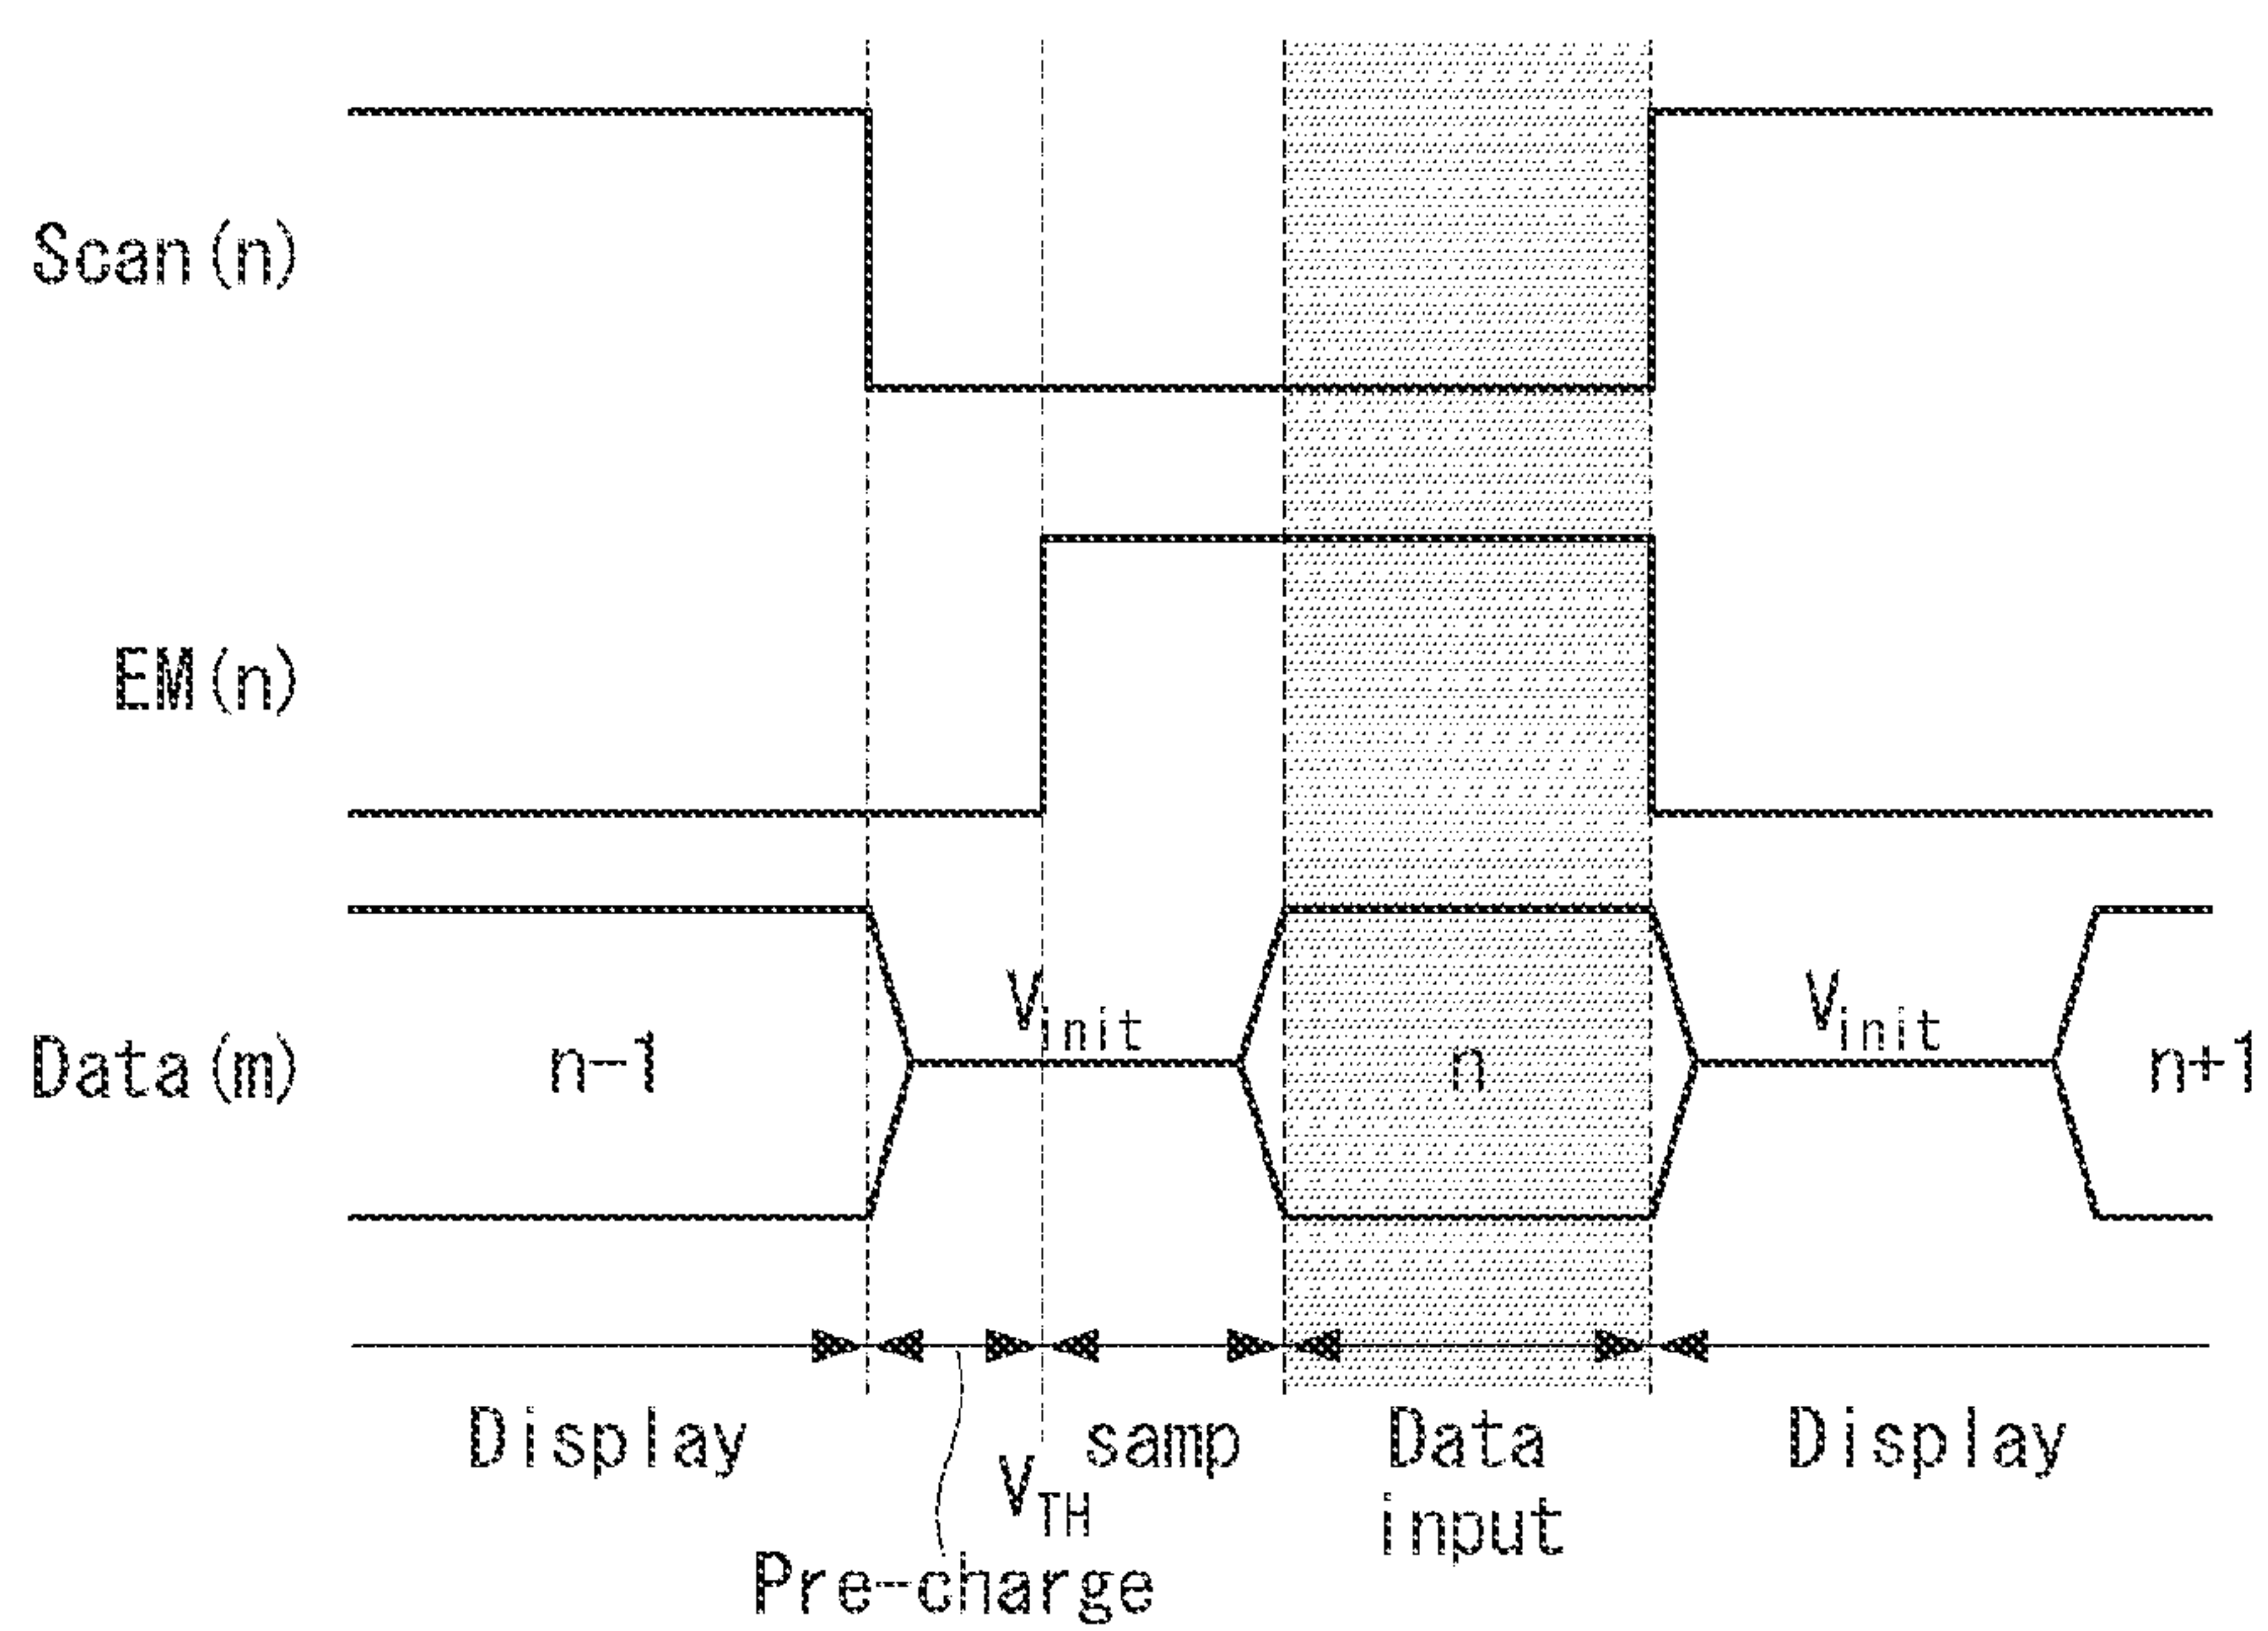 Scan(n)
EM(n)
Data(m)
n-1
Vinit
n
Vinit
n+1
Display
VTH
samp
Data
input
Display
Pre-charge